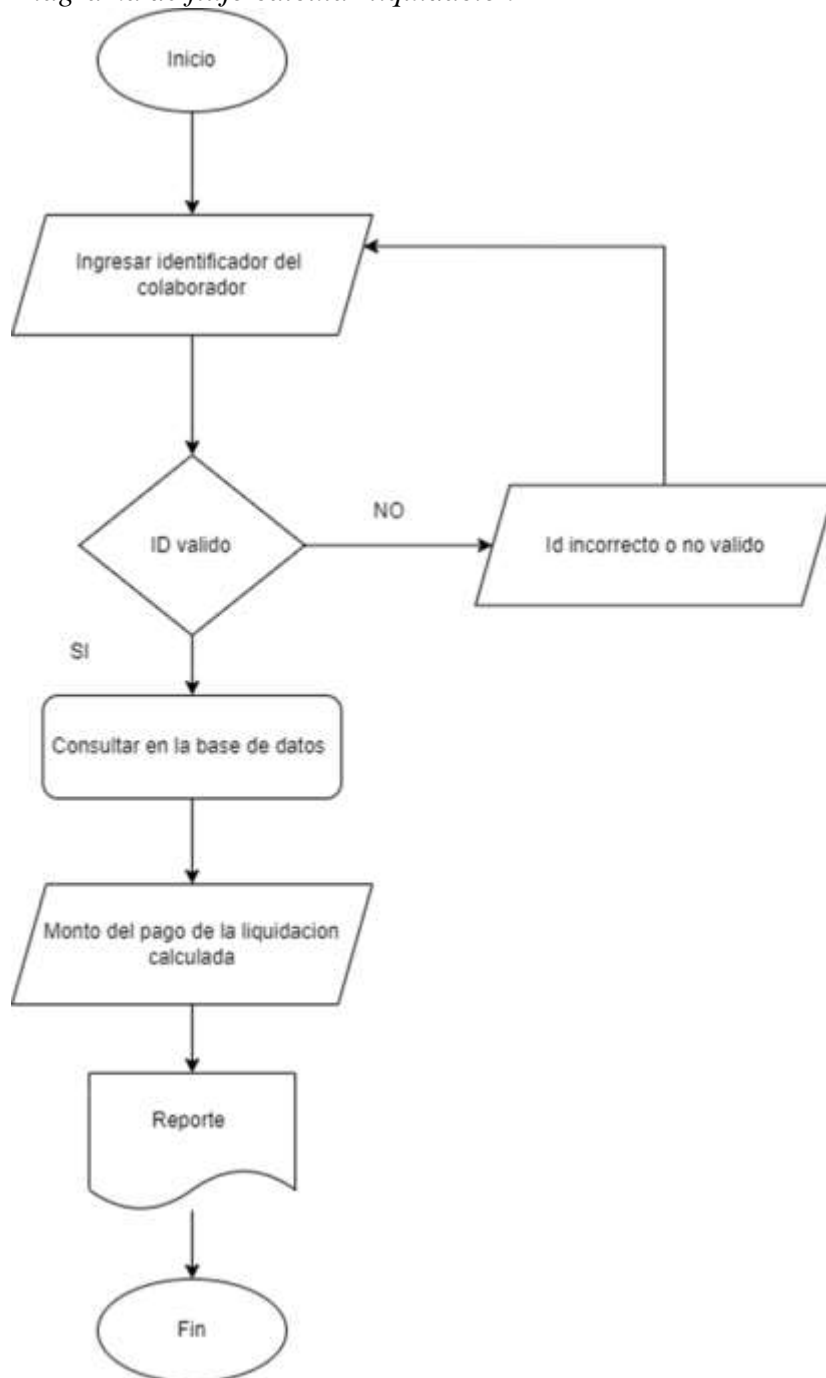 Inicio
Ingresar identificador del
colaborador
ID valido
NO
Id incorrecto o no valido
SI
Consultar en la base de datos
Monto del pago de la liquidacion
calculada
Reporte
Fin